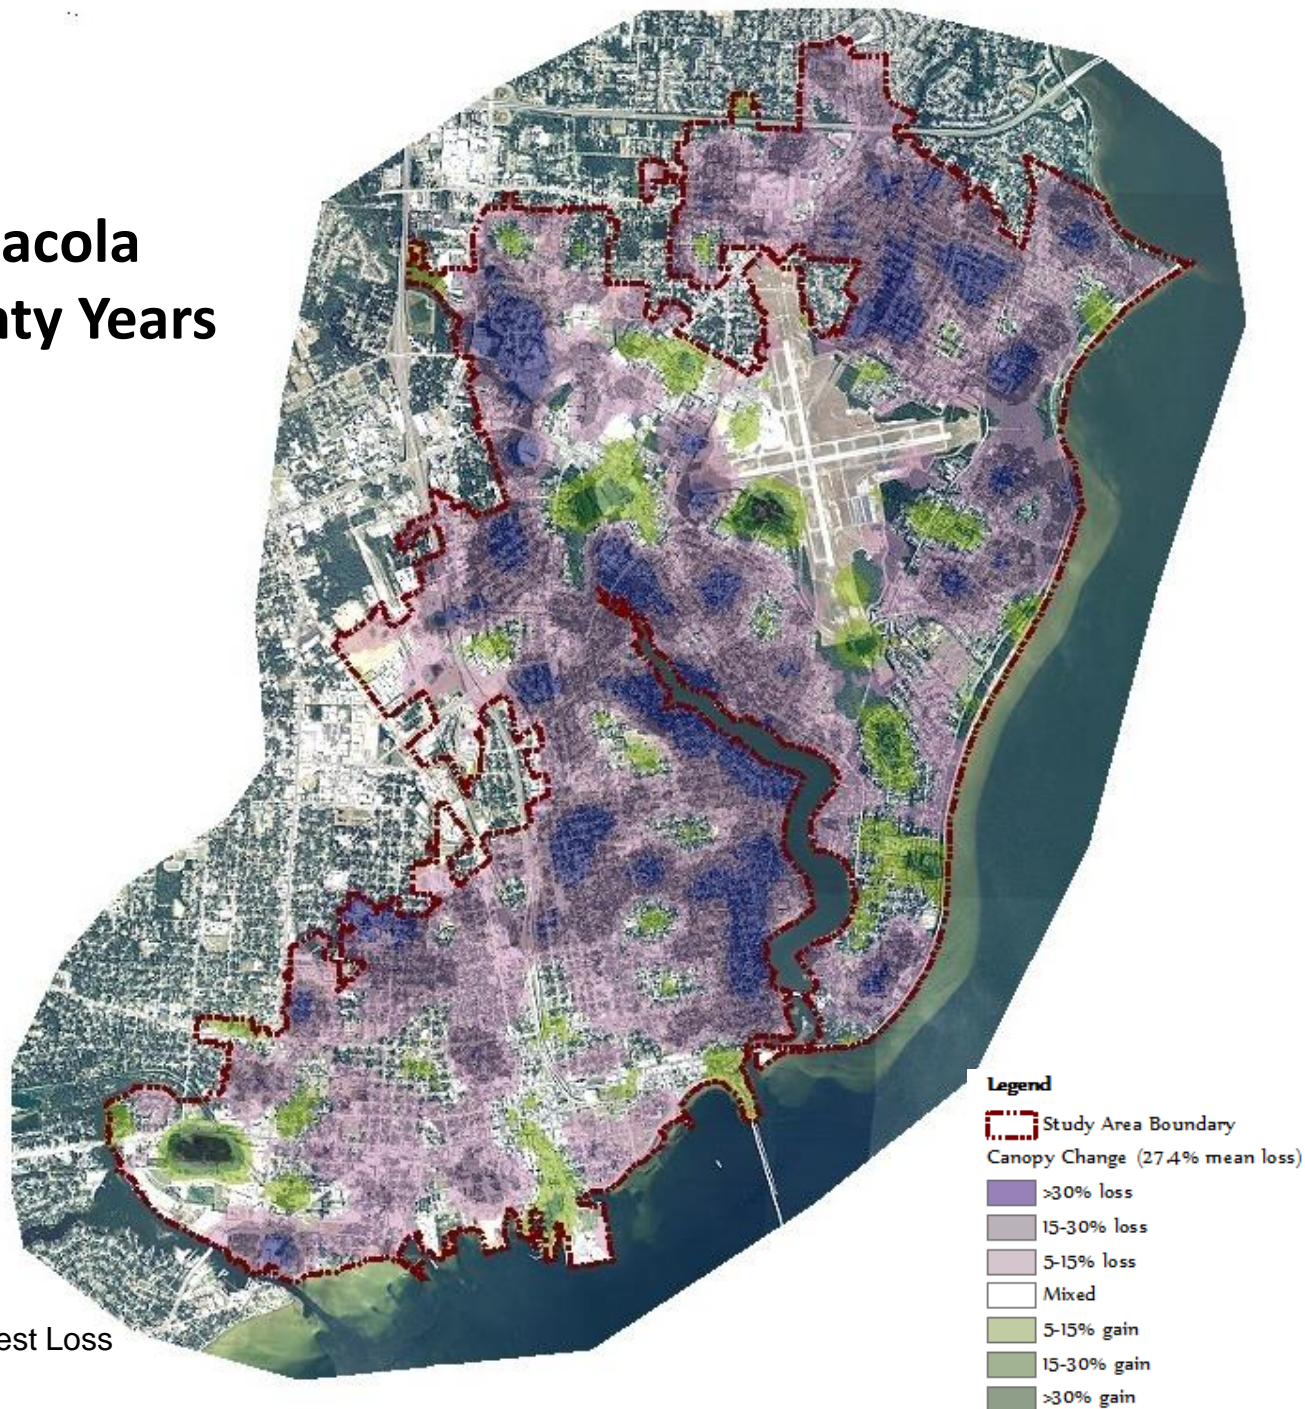 acola
nty Years
Legend
Study Area Boundary
Canopy Change (27.4% mean loss)
>30% loss
15-30% loss
5-15% loss
Mixed
5-15% gain
15-30% gain
>30% gain
est Loss